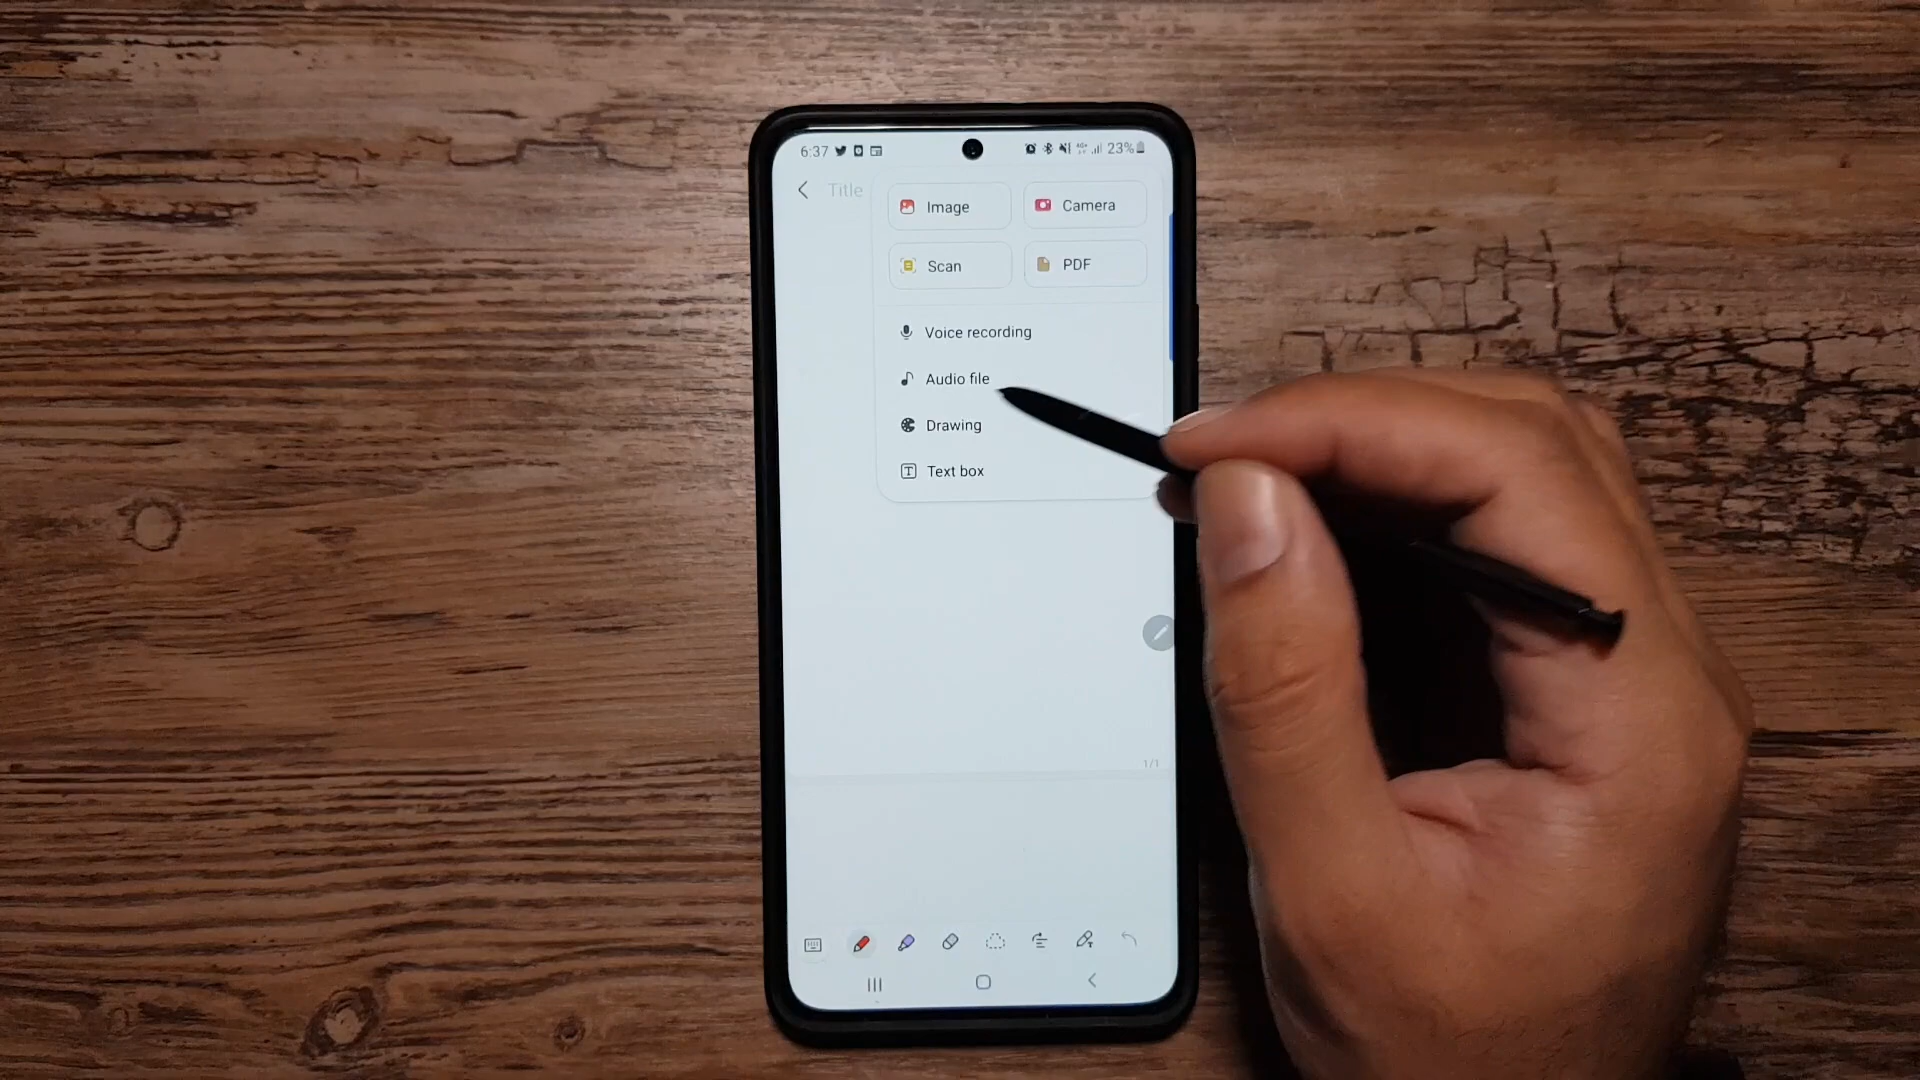 6:37
23%
Title
Image
Camera
Scan
PDF
Voice recording
Audio file
Drawing
Text box
1/1